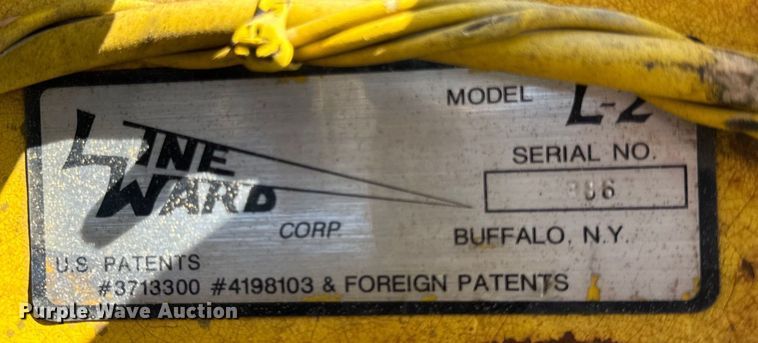 MODEL L-2
LINE
WARD
CORP.
SERIAL NO.
BUFFALO, N.Y.
U.S. PATENTS
#3713300 #4198103 & FOREIGN PATENTS
Purple Wave Auction